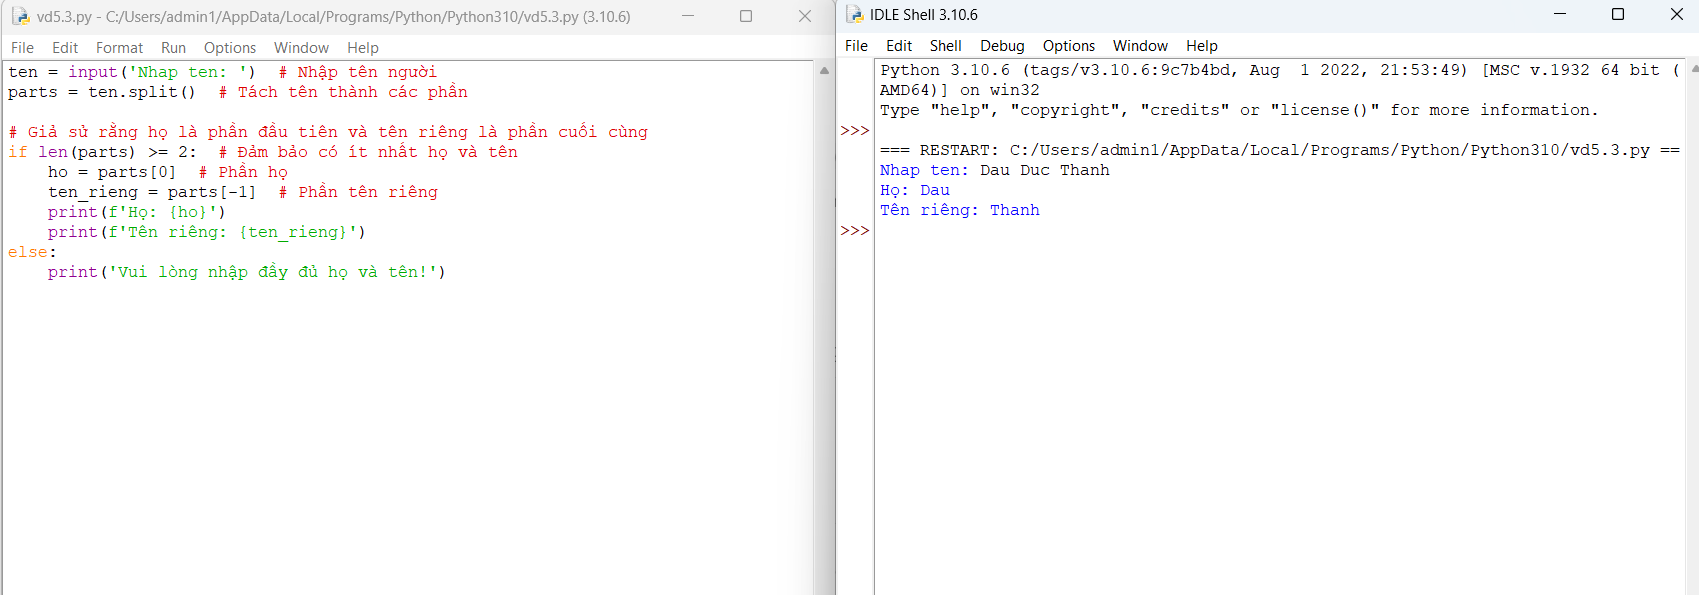 vd5.3.py - C:/Users/admin1/AppData/Local/Programs/Python/Python310/vd5.3.py (3.10.6)
File Edit Format Run Options Window Help
ten = input('Nhap ten: ')  # Nhập tên người
parts = ten.split()  # Tách tên thành các phần
# Giả sử rằng họ là phần đầu tiên và tên riêng là phần cuối cùng
if len(parts) >= 2:  # Đảm bảo có ít nhất họ và tên
    ho = parts[0]  # Phần họ
    ten_rieng = parts[-1]  # Phần tên riêng
    print(f'Họ: {ho}')
    print(f'Tên riêng: {ten_rieng}')
else:
    print('Vui lòng nhập đầy đủ họ và tên!')
IDLE Shell 3.10.6
File Edit Shell Debug Options Window Help
Python 3.10.6 (tags/v3.10.6:9c7b4bd, Aug  1 2022, 21:53:49) [MSC v.1932 64 bit (
AMD64)] on win32
Type "help", "copyright", "credits" or "license()" for more information.
>>>
=== RESTART: C:/Users/admin1/AppData/Local/Programs/Python/Python310/vd5.3.py ==
Nhap ten: Dau Duc Thanh
Họ: Dau
Tên riêng: Thanh
>>>